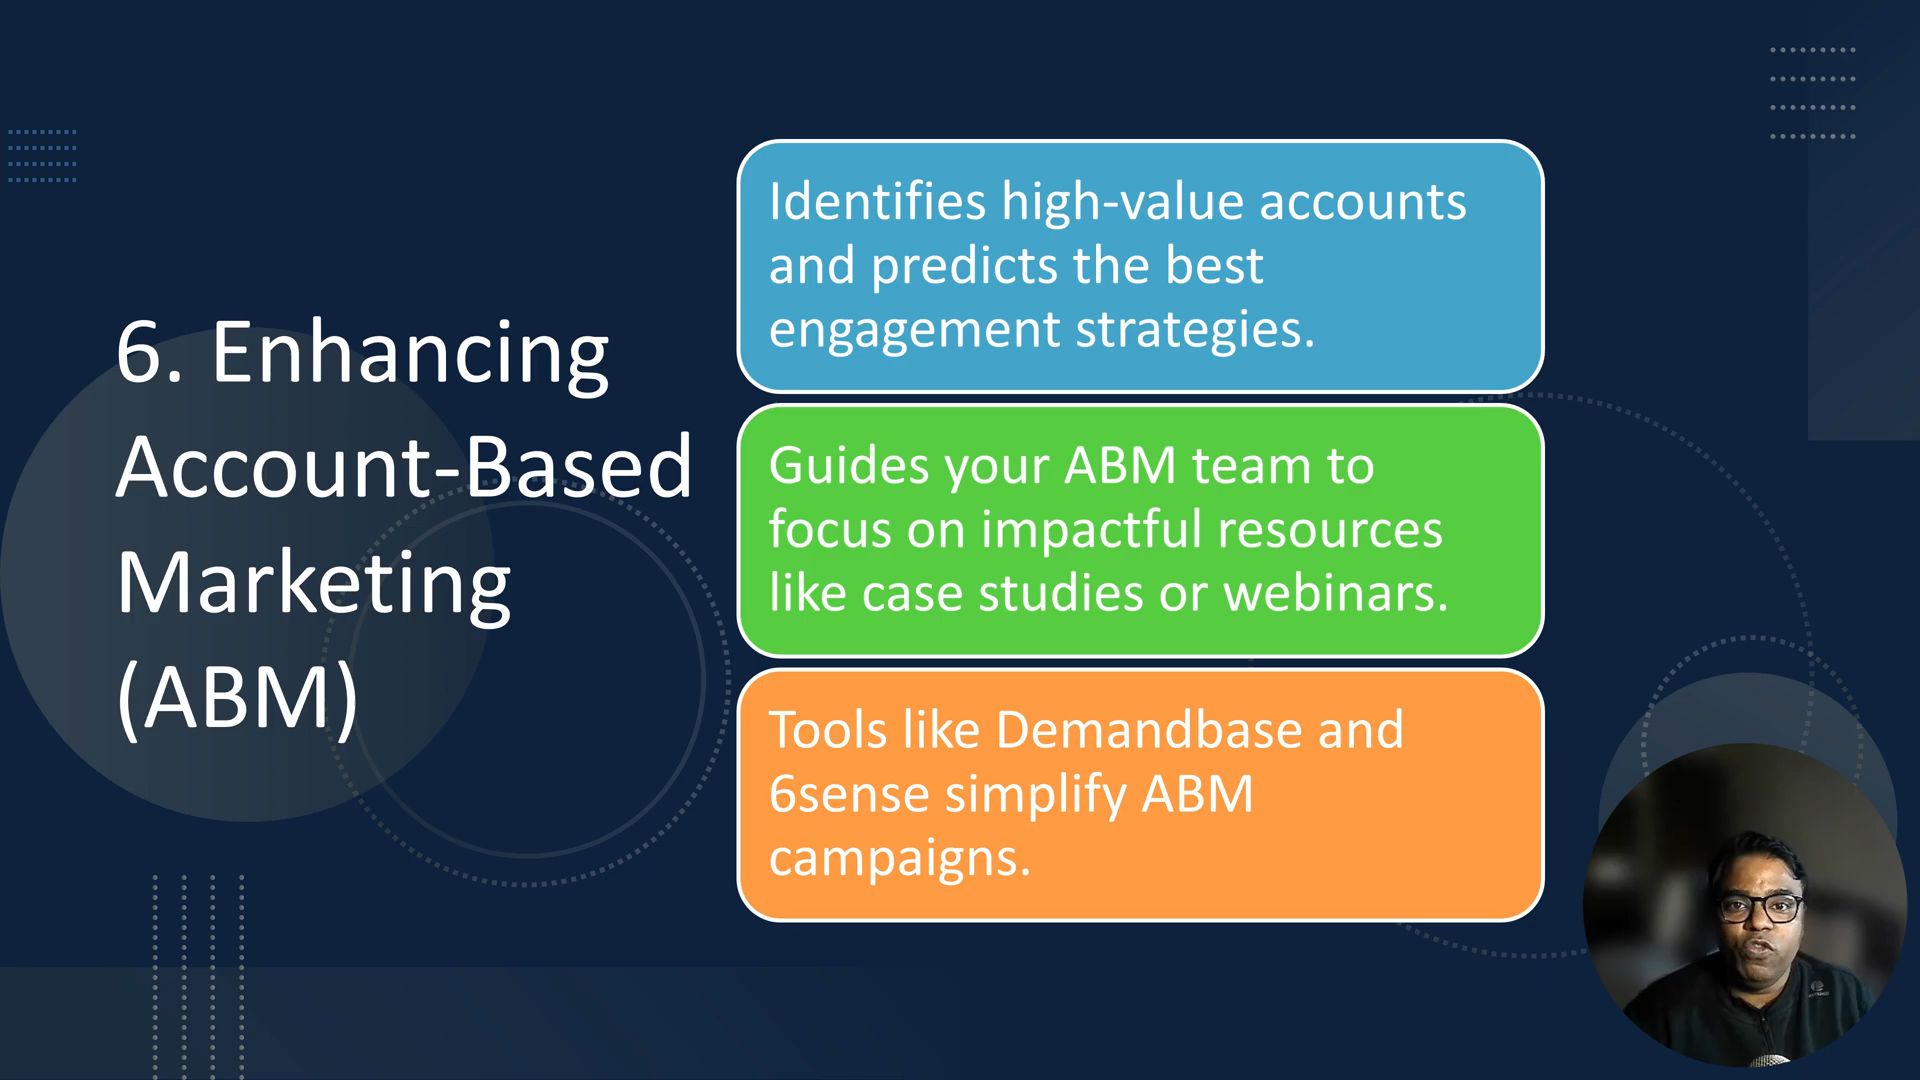 6. Enhancing
Account-Based
Marketing
(ABM)
Identifies high-value accounts
and predicts the best
engagement strategies.
Guides your ABM team to
focus on impactful resources
like case studies or webinars.
Tools like Demandbase and
6sense simplify ABM
campaigns.